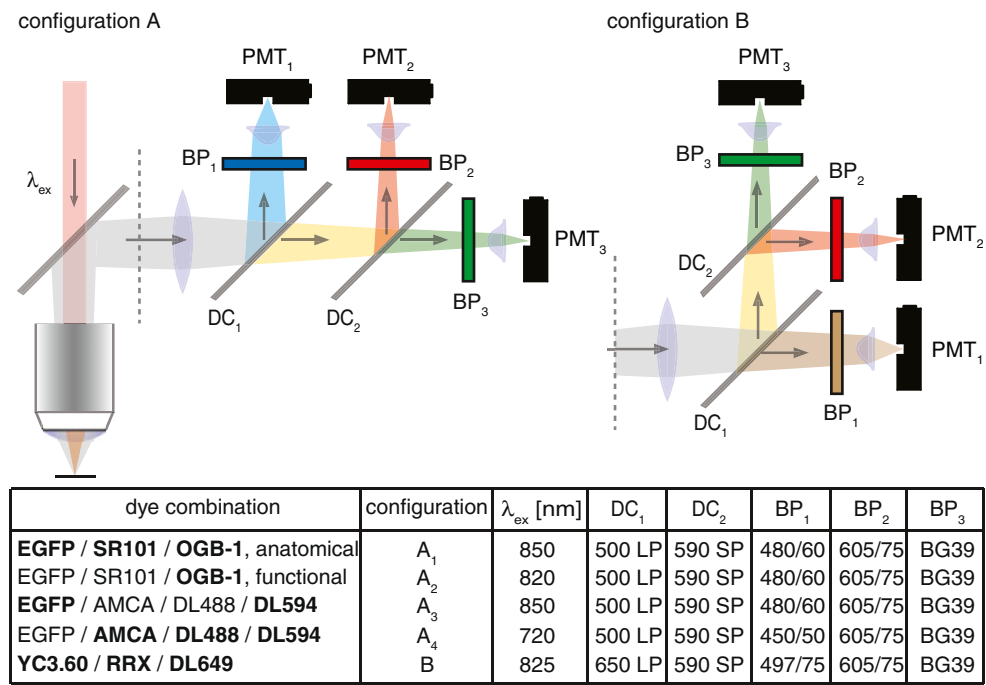 configuration A
configuration B
PMT₁
PMT₂
PMT₃
λex
BP₁
BP₂
BP₃
BP₂
PMT₃
PMT₂
DC₂
DC₁
DC₂
BP₃
PMT₁
BP₁
DC₁
dye combination configuration λex [nm] DC₁ DC₂ BP₁ BP₂ BP₃
EGFP / SR101 / OGB-1, anatomical A₁ 850 500 LP 590 SP 480/60 605/75 BG39
EGFP / SR101 / OGB-1, functional A₂ 820 500 LP 590 SP 480/60 605/75 BG39
EGFP / AMCA / DL488 / DL594 A₃ 850 500 LP 590 SP 480/60 605/75 BG39
EGFP / AMCA / DL488 / DL594 A₄ 720 500 LP 590 SP 450/50 605/75 BG39
YC3.60 / RRX / DL649 B 825 650 LP 590 SP 497/75 605/75 BG39